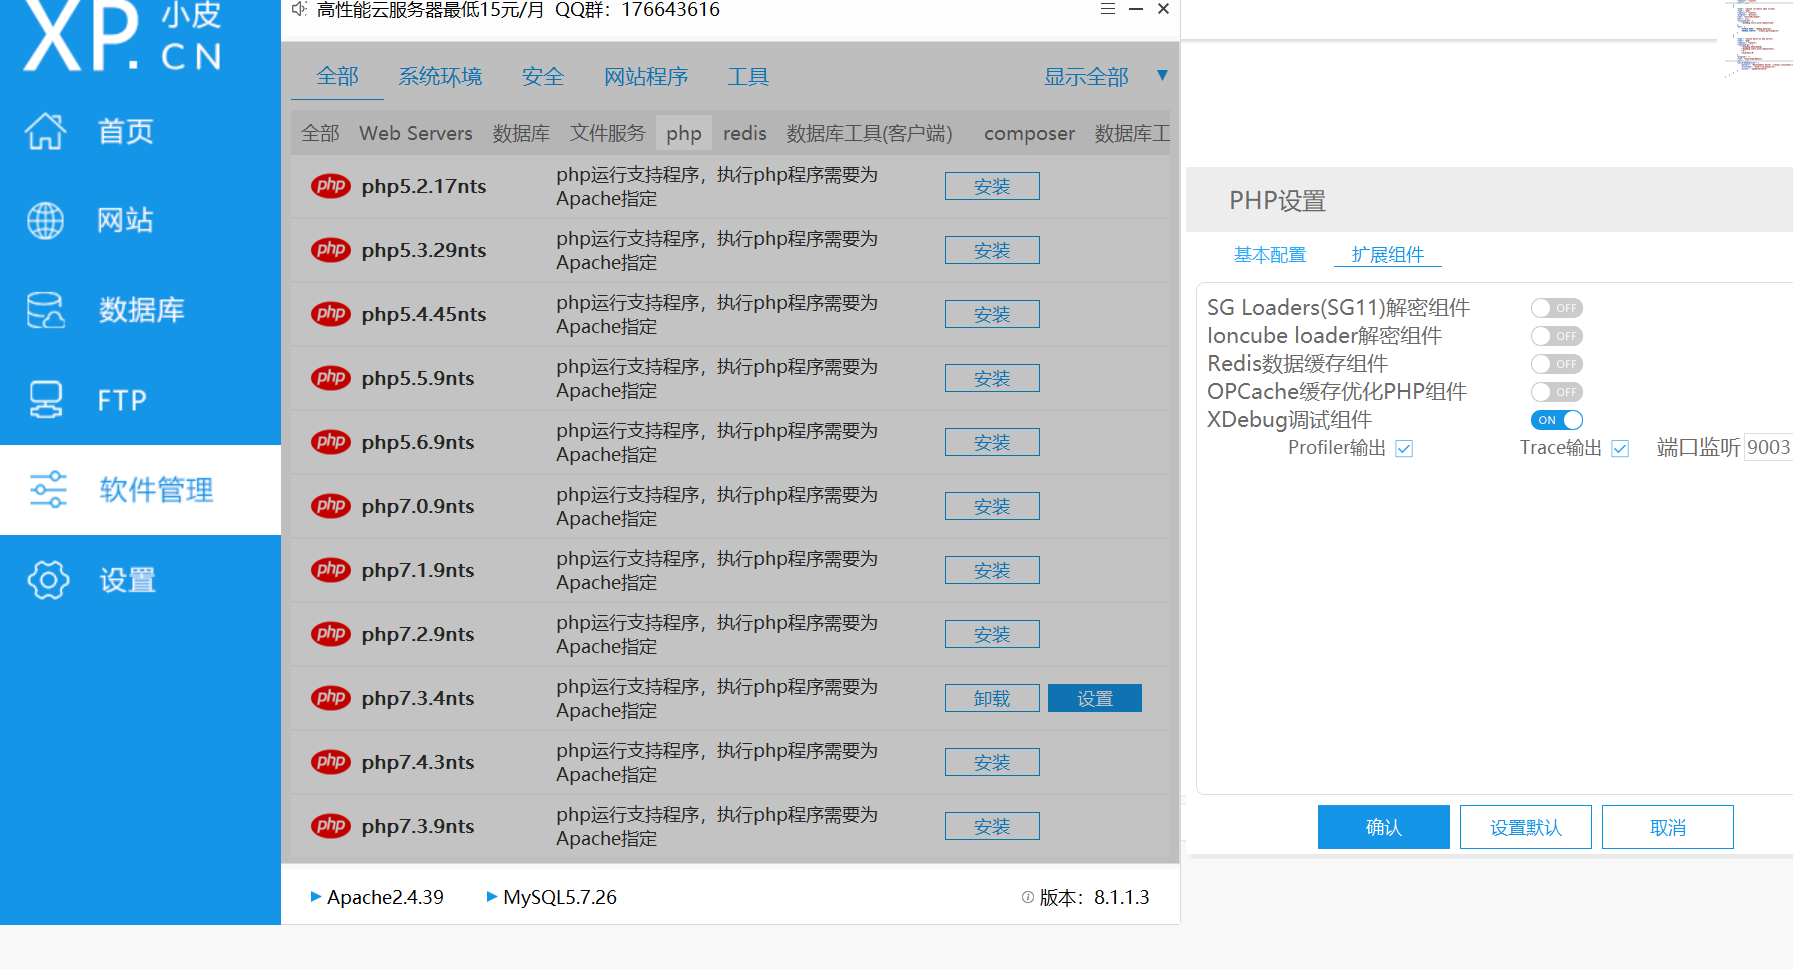 XP.CN 小皮
高性能云服务器最低15元/月 QQ群：176643616
首页
网站
数据库
FTP
软件管理
设置
全部 系统环境 安全 网站程序 工具 显示全部
全部 Web Servers 数据库 文件服务 php redis 数据库工具(客户端) composer 数据库工
php php5.2.17nts php运行支持程序，执行php程序需要为Apache指定 安装
php php5.3.29nts php运行支持程序，执行php程序需要为Apache指定 安装
php php5.4.45nts php运行支持程序，执行php程序需要为Apache指定 安装
php php5.5.9nts php运行支持程序，执行php程序需要为Apache指定 安装
php php5.6.9nts php运行支持程序，执行php程序需要为Apache指定 安装
php php7.0.9nts php运行支持程序，执行php程序需要为Apache指定 安装
php php7.1.9nts php运行支持程序，执行php程序需要为Apache指定 安装
php php7.2.9nts php运行支持程序，执行php程序需要为Apache指定 安装
php php7.3.4nts php运行支持程序，执行php程序需要为Apache指定 卸载 设置
php php7.4.3nts php运行支持程序，执行php程序需要为Apache指定 安装
php php7.3.9nts php运行支持程序，执行php程序需要为Apache指定 安装
Apache2.4.39 MySQL5.7.26 版本：8.1.1.3
PHP设置
基本配置 扩展组件
SG Loaders(SG11)解密组件 OFF
Ioncube loader解密组件 OFF
Redis数据缓存组件 OFF
OPCache缓存优化PHP组件 OFF
XDebug调试组件 ON
Profiler输出 Trace输出 端口监听 9003
确认 设置默认 取消